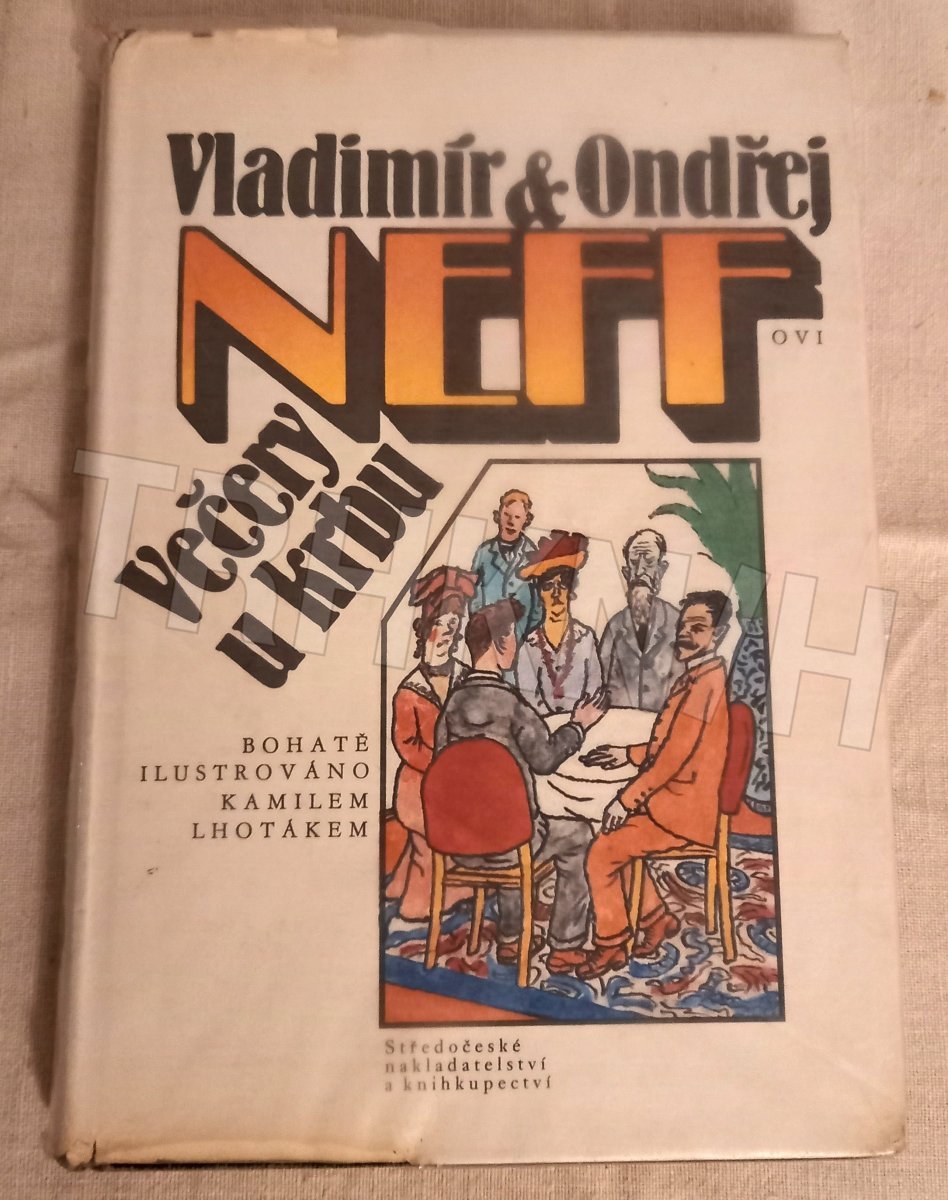 Vladimír & Ondřej
NEFF
OVI
Večery
u krbu
BOHATĚ
ILUSTROVÁNO
KAMILEM
LHOTÁKEM
Středočeské
nakladatelství
a knihkupectví